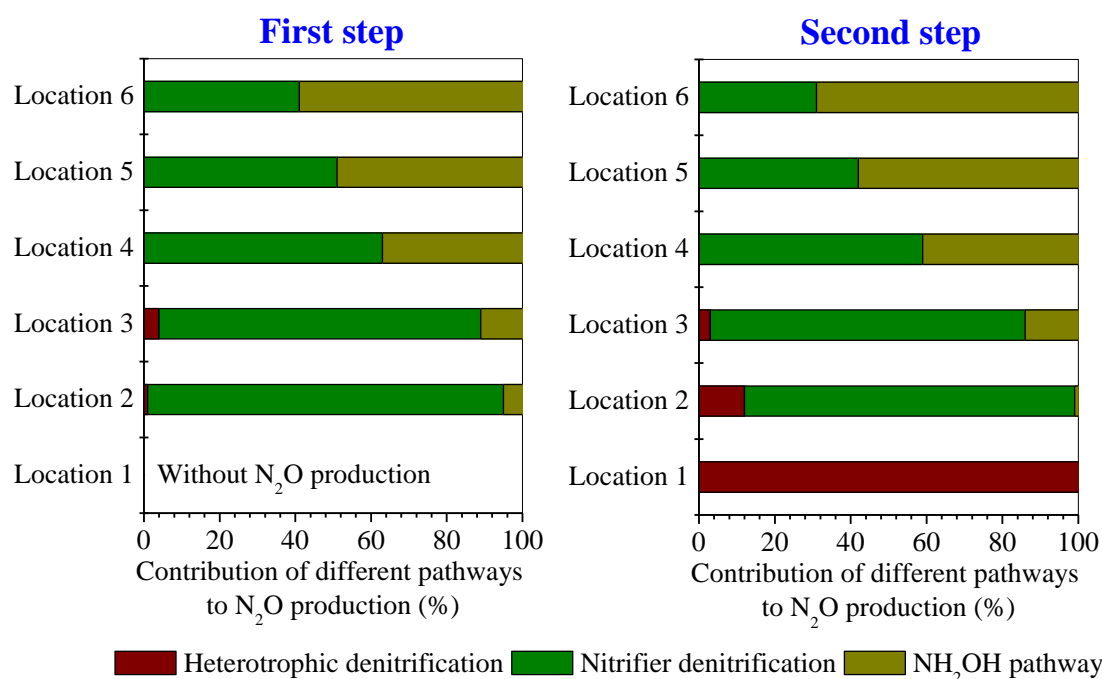 First step
Location 6
Location 5
Location 4
Location 3
Location 2
Location 1
Without N₂O production
0 20 40 60 80 100
Contribution of different pathways
to N₂O production (%)
Second step
Location 6
Location 5
Location 4
Location 3
Location 2
Location 1
0 20 40 60 80 100
Contribution of different pathways
to N₂O production (%)
Heterotrophic denitrification Nitrifier denitrification NH₂OH pathway